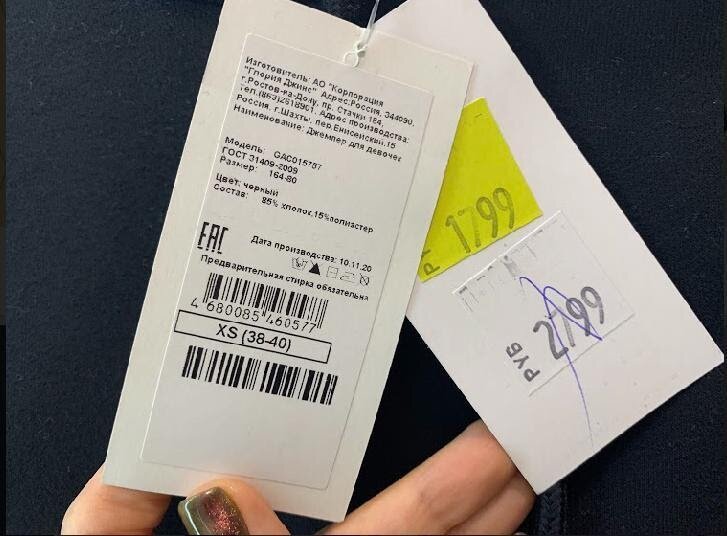 Изготовитель: АО "Корпорация
"Глория Джинс" Адрес:Россия, 344090,
г.Ростов-на-Дону, пр. Стачки 184,
Тел.(863)2618961. Адрес производства:
Россия, г.Шахты, пер.Енисейский,15
Наименование: Джемпер для девочек
Модель: GAC015787
ГОСТ 31409-2009
Размер: 164-80
Цвет: черный
Состав: 85% хлопок,15%полиэстер
ЕАС
Дата производства: 10.11.20
Предварительная стирка обязательна
4 680085 460577
XS (38-40)
1799
РУБ 2799